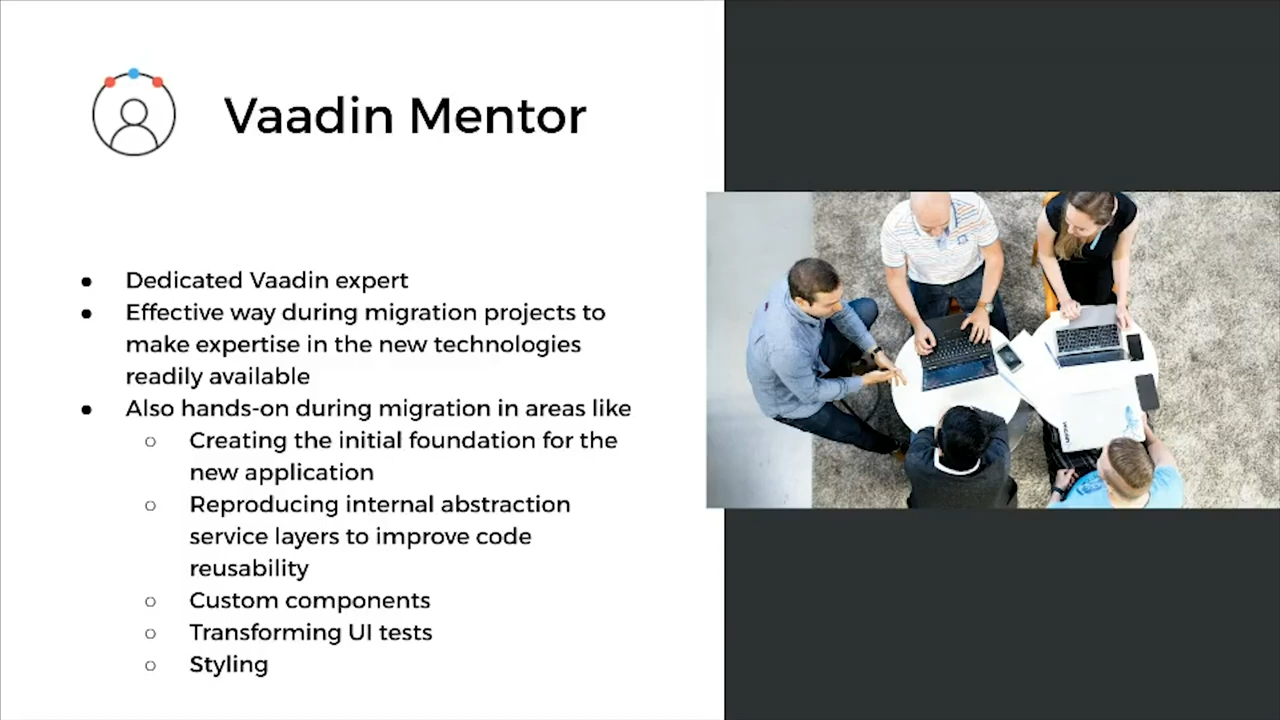 Vaadin Mentor
● Dedicated Vaadin expert
● Effective way during migration projects to
make expertise in the new technologies
readily available
● Also hands-on during migration in areas like
○ Creating the initial foundation for the
new application
○ Reproducing internal abstraction
service layers to improve code
reusability
○ Custom components
○ Transforming UI tests
○ Styling